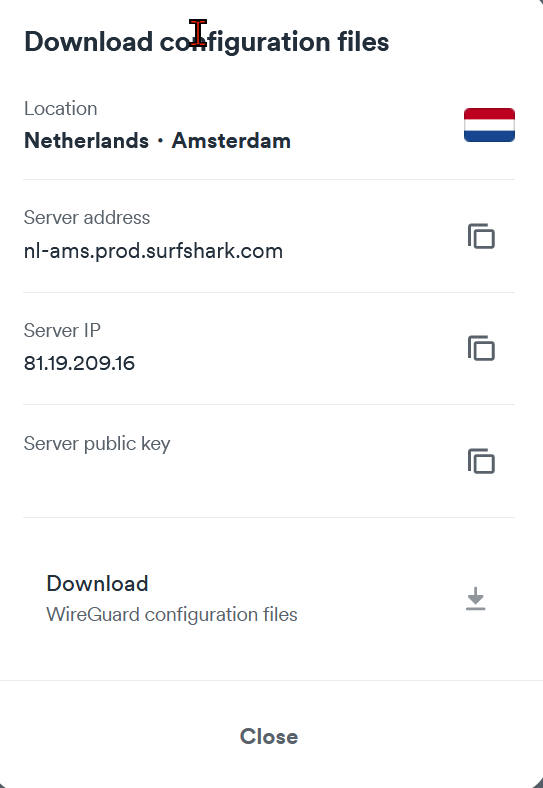 Download configuration files
Location
Netherlands · Amsterdam
Server address
nl-ams.prod.surfshark.com
Server IP
81.19.209.16
Server public key
Download
WireGuard configuration files
Close